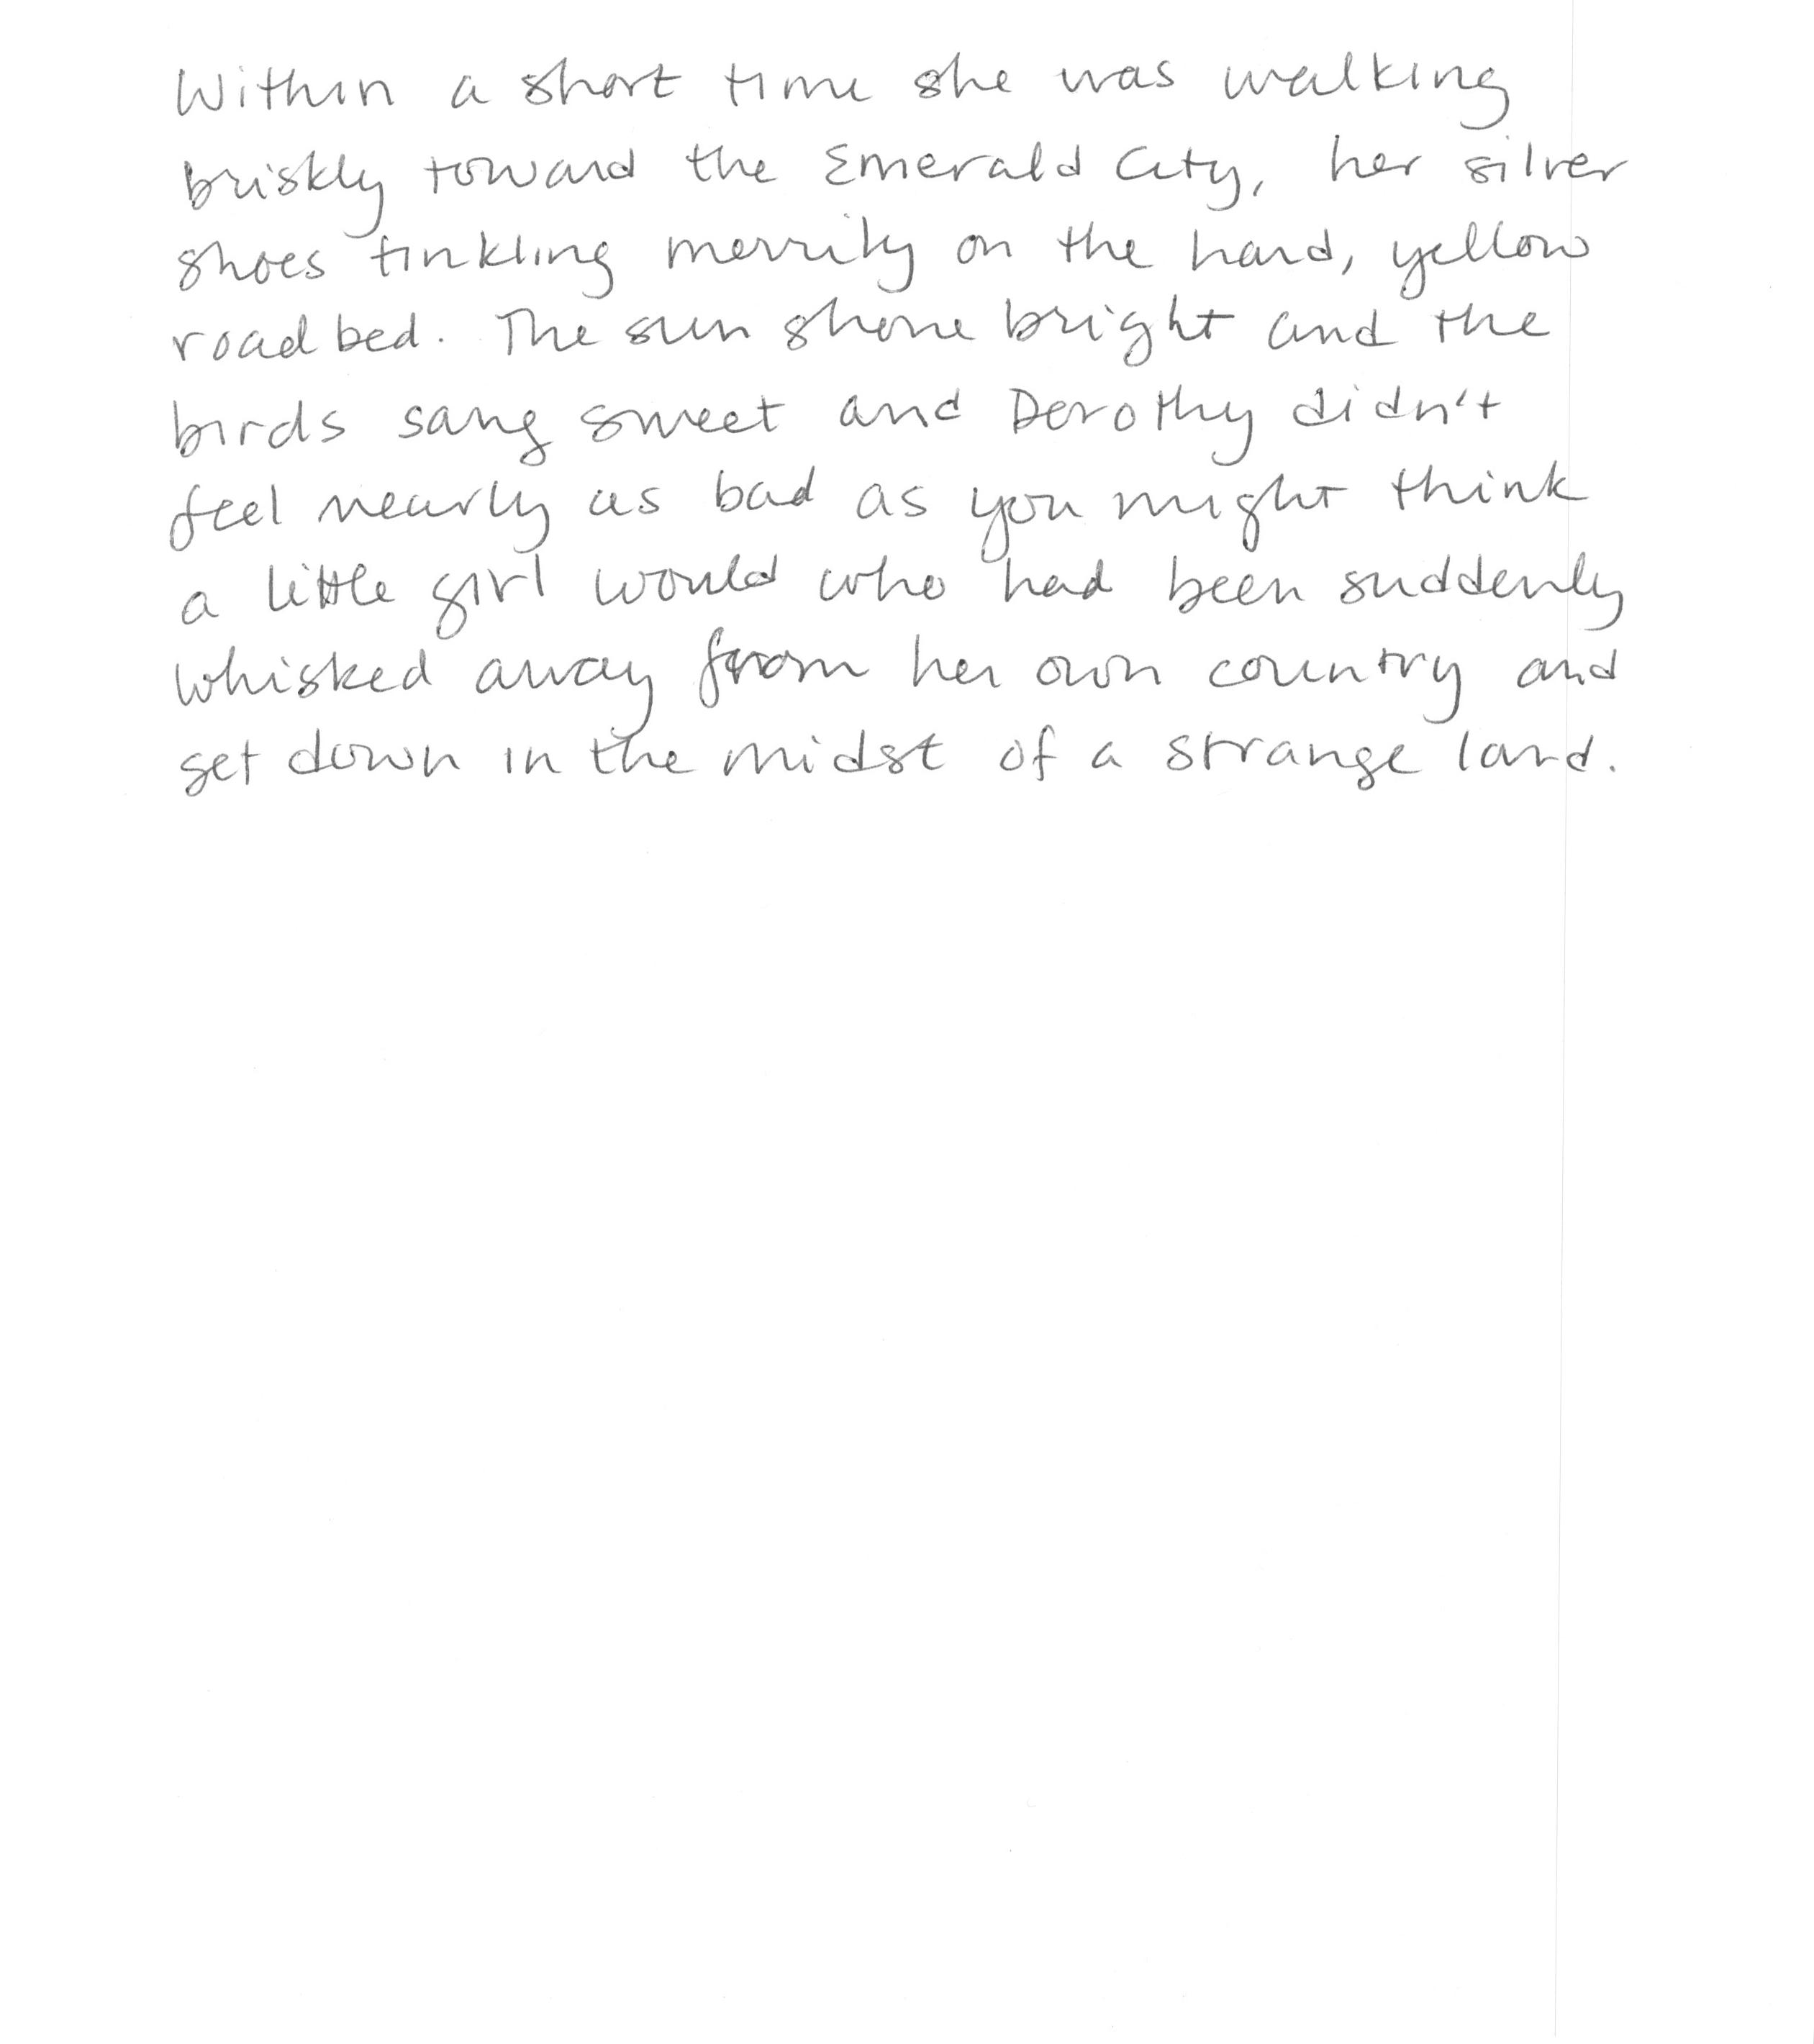 Within a short time she was walking
briskly toward the Emerald City, her silver
shoes tinkling merrily on the hard, yellow
road bed. The sun shone bright and the
birds sang sweet and Dorothy didn't
feel nearly as bad as you might think
a little girl would who had been suddenly
whisked away from her own country and
set down in the midst of a strange land.